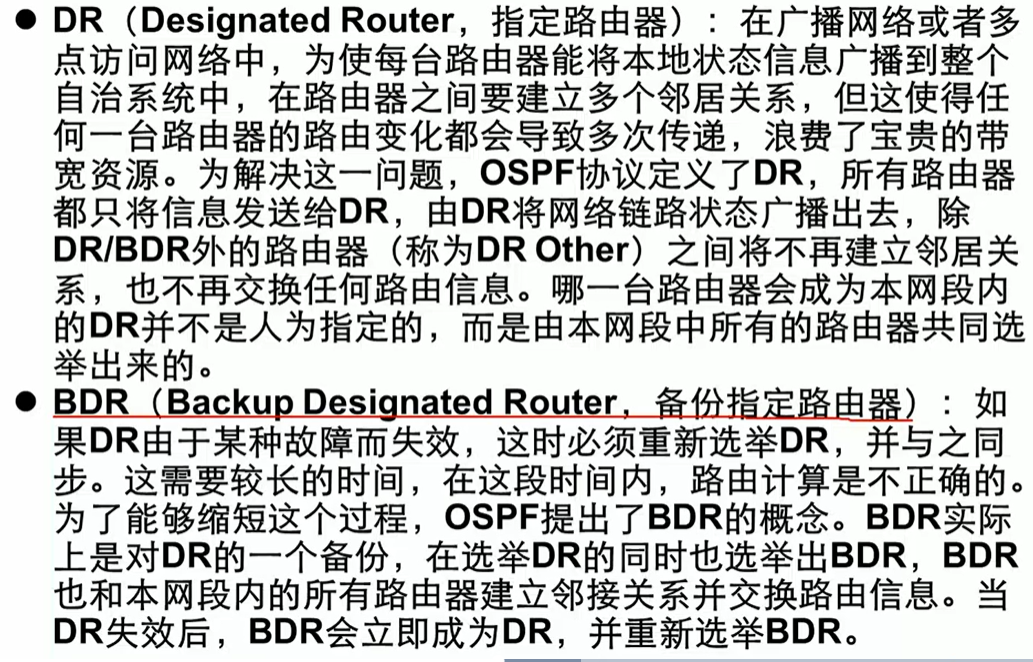 ● DR（Designated Router，指定路由器）：在广播网络或者多
点访问网络中，为使每台路由器能将本地状态信息广播到整个
自治系统中，在路由器之间要建立多个邻居关系，但这使得任
何一台路由器的路由变化都会导致多次传递，浪费了宝贵的带
宽资源。为解决这一问题，OSPF协议定义了DR，所有路由器
都只将信息发送给DR，由DR将网络链路状态广播出去，除
DR/BDR外的路由器（称为DR Other）之间将不再建立邻居关
系，也不再交换任何路由信息。哪一台路由器会成为本网段内
的DR并不是人为指定的，而是由本网段中所有的路由器共同选
举出来的。
● BDR（Backup Designated Router，备份指定路由器）：如
果DR由于某种故障而失效，这时必须重新选举DR，并与之同
步。这需要较长的时间，在这段时间内，路由计算是不正确的。
为了能够缩短这个过程，OSPF提出了BDR的概念。BDR实际
上是对DR的一个备份，在选举DR的同时也选举出BDR，BDR
也和本网段内的所有路由器建立邻接关系并交换路由信息。当
DR失效后，BDR会立即成为DR，并重新选举BDR。